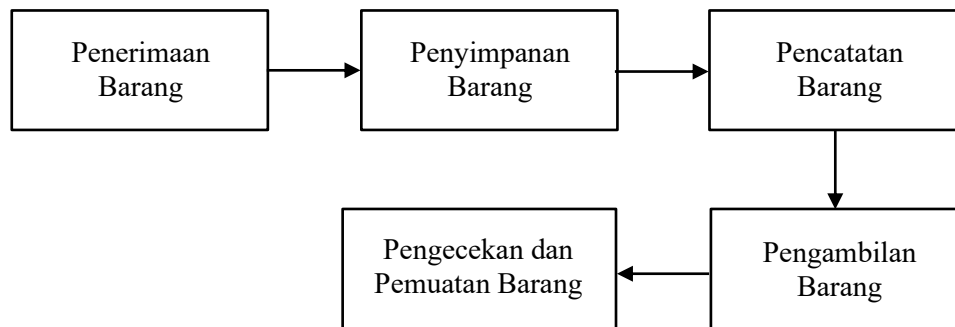 Penerimaan
Barang
Penyimpanan
Barang
Pencatatan
Barang
Pengambilan
Barang
Pengecekan dan
Pemuatan Barang